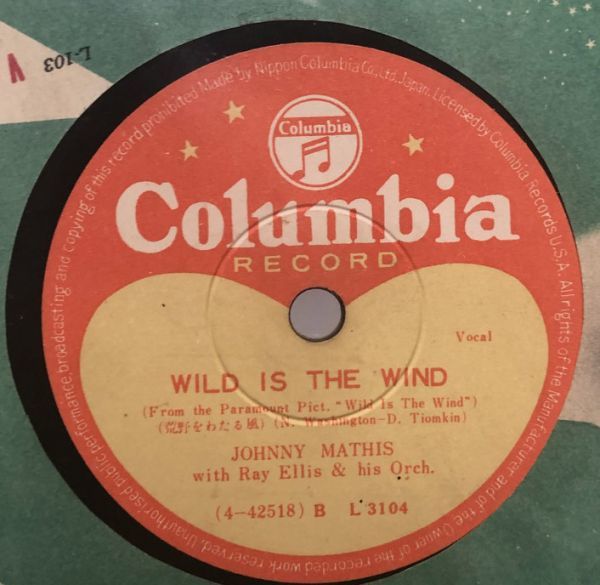 L-103
A
Made by Nippon Columbia Co., Ltd. Japan. Licensed by Columbia Records U.S.A. All rights of the Manufacturer and of the Owner of the recorded work reserved. Unauthorised public performance, broadcasting and copying of this record prohibited
Columbia
Columbia
RECORD
Vocal
WILD IS THE WIND
(From the Paramount Pict. "Wild Is The Wind")
(荒野をわたる風) (N. Washington-D. Tiomkin)
JOHNNY MATHIS
with Ray Ellis & his Orch.
(4-42518) B L 3104